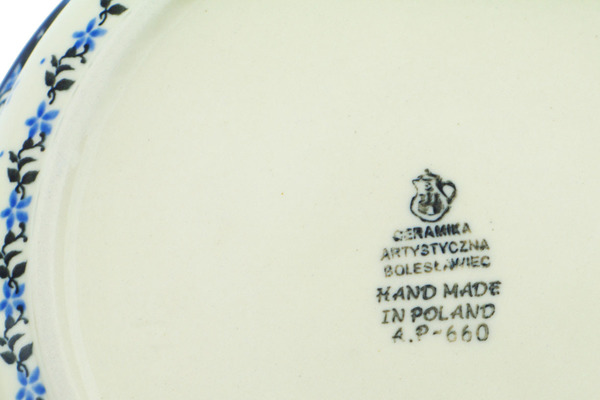 CERAMIKA
ARTYSTYCZNA
BOLESŁAWIEC
HAND MADE
IN POLAND
A.P-660